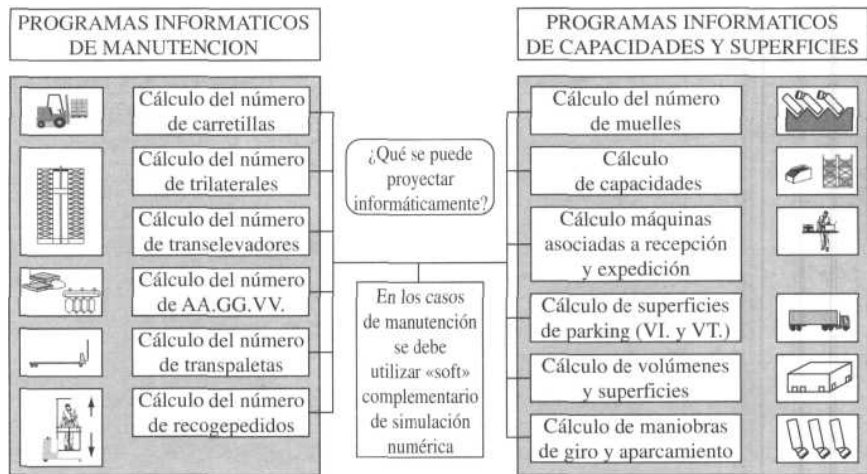 PROGRAMAS INFORMATICOS
DE MANUTENCION
Cálculo del número
de carretillas
Cálculo del número
de trilaterales
Cálculo del número
de transelevadores
Cálculo del número
de AA.GG.VV.
Cálculo del número
de transpaletas
Cálculo del número
de recogepedidos
¿Qué se puede
proyectar
informáticamente?
En los casos
de manutención
se debe
utilizar «soft»
complementario
de simulación
numérica
PROGRAMAS INFORMATICOS
DE CAPACIDADES Y SUPERFICIES
Cálculo del número
de muelles
Cálculo
de capacidades
Cálculo máquinas
asociadas a recepción
y expedición
Cálculo de superficies
de parking (VI. y VT.)
Cálculo de volúmenes
y superficies
Cálculo de maniobras
de giro y aparcamiento